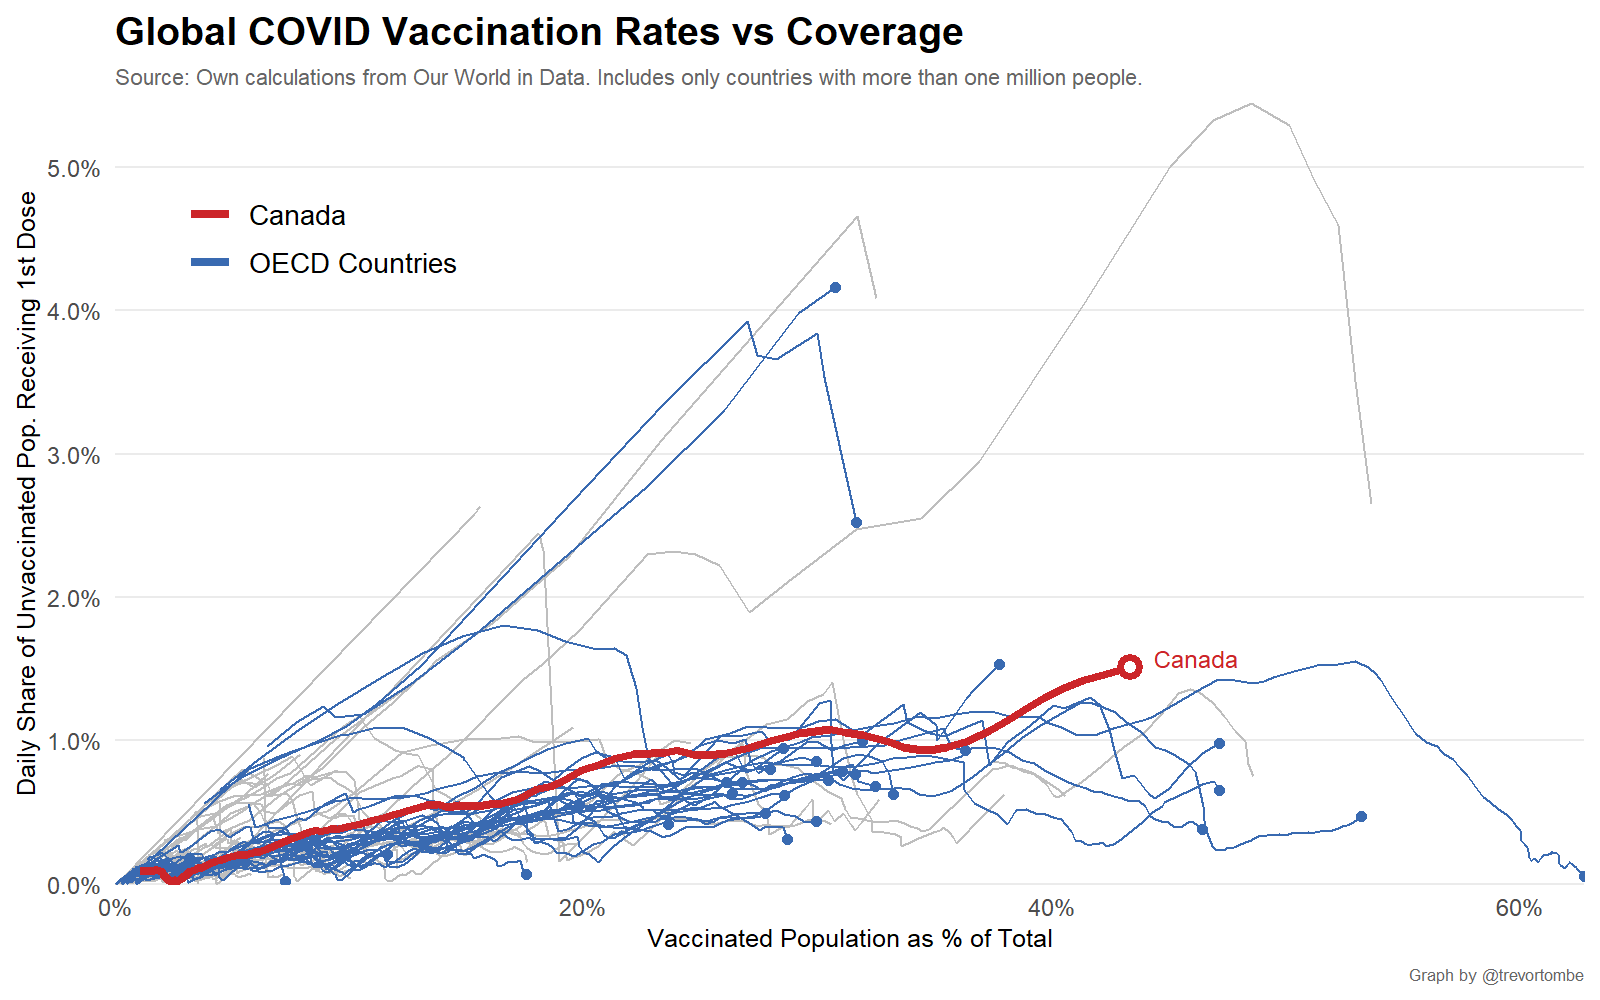 Global COVID Vaccination Rates vs Coverage
Source: Own calculations from Our World in Data. Includes only countries with more than one million people.
Daily Share of Unvaccinated Pop. Receiving 1st Dose
5.0%
4.0%
3.0%
2.0%
1.0%
0.0%
Canada
OECD Countries
Canada
0%
20%
40%
60%
Vaccinated Population as % of Total
Graph by @trevortombe